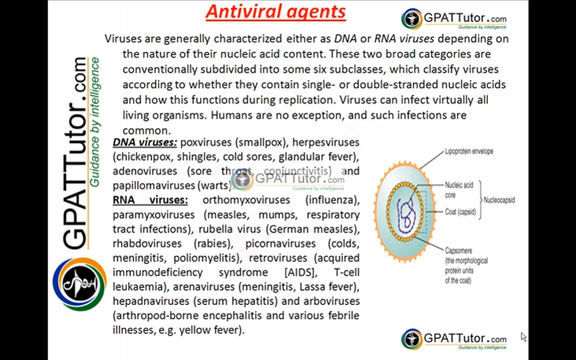 Antiviral agents
GPATTutor.com
Guidance by intelligence
GPATTutor.com
Guidance by intelligence
Viruses are generally characterized either as DNA or RNA viruses depending on
the nature of their nucleic acid content. These two broad categories are
conventionally subdivided into some six subclasses, which classify viruses
according to whether they contain single- or double-stranded nucleic acids
and how this functions during replication. Viruses can infect virtually all
living organisms. Humans are no exception, and such infections are
common.
DNA viruses: poxviruses (smallpox), herpesviruses
(chickenpox, shingles, cold sores, glandular fever),
adenoviruses (sore throat, conjunctivitis) and
papillomaviruses (warts).
GPATTutor.com
Guidance by intelligence
RNA viruses: orthomyxoviruses (influenza),
paramyxoviruses (measles, mumps, respiratory
tract infections), rubella virus (German measles),
rhabdoviruses (rabies), picornaviruses (colds,
meningitis, poliomyelitis), retroviruses (acquired
immunodeficiency syndrome [AIDS], T-cell
leukaemia), arenaviruses (meningitis, Lassa fever),
hepadnaviruses (serum hepatitis) and arboviruses
(arthropod-borne encephalitis and various febrile
illnesses, e.g. yellow fever).
Lipoprotein envelope
Nucleic acid
core
Nucleocapsid
Coat (capsid)
Capsomere
(the morphological
protein units
of the coat)
GPATTutor.com
Guidance by intelligence